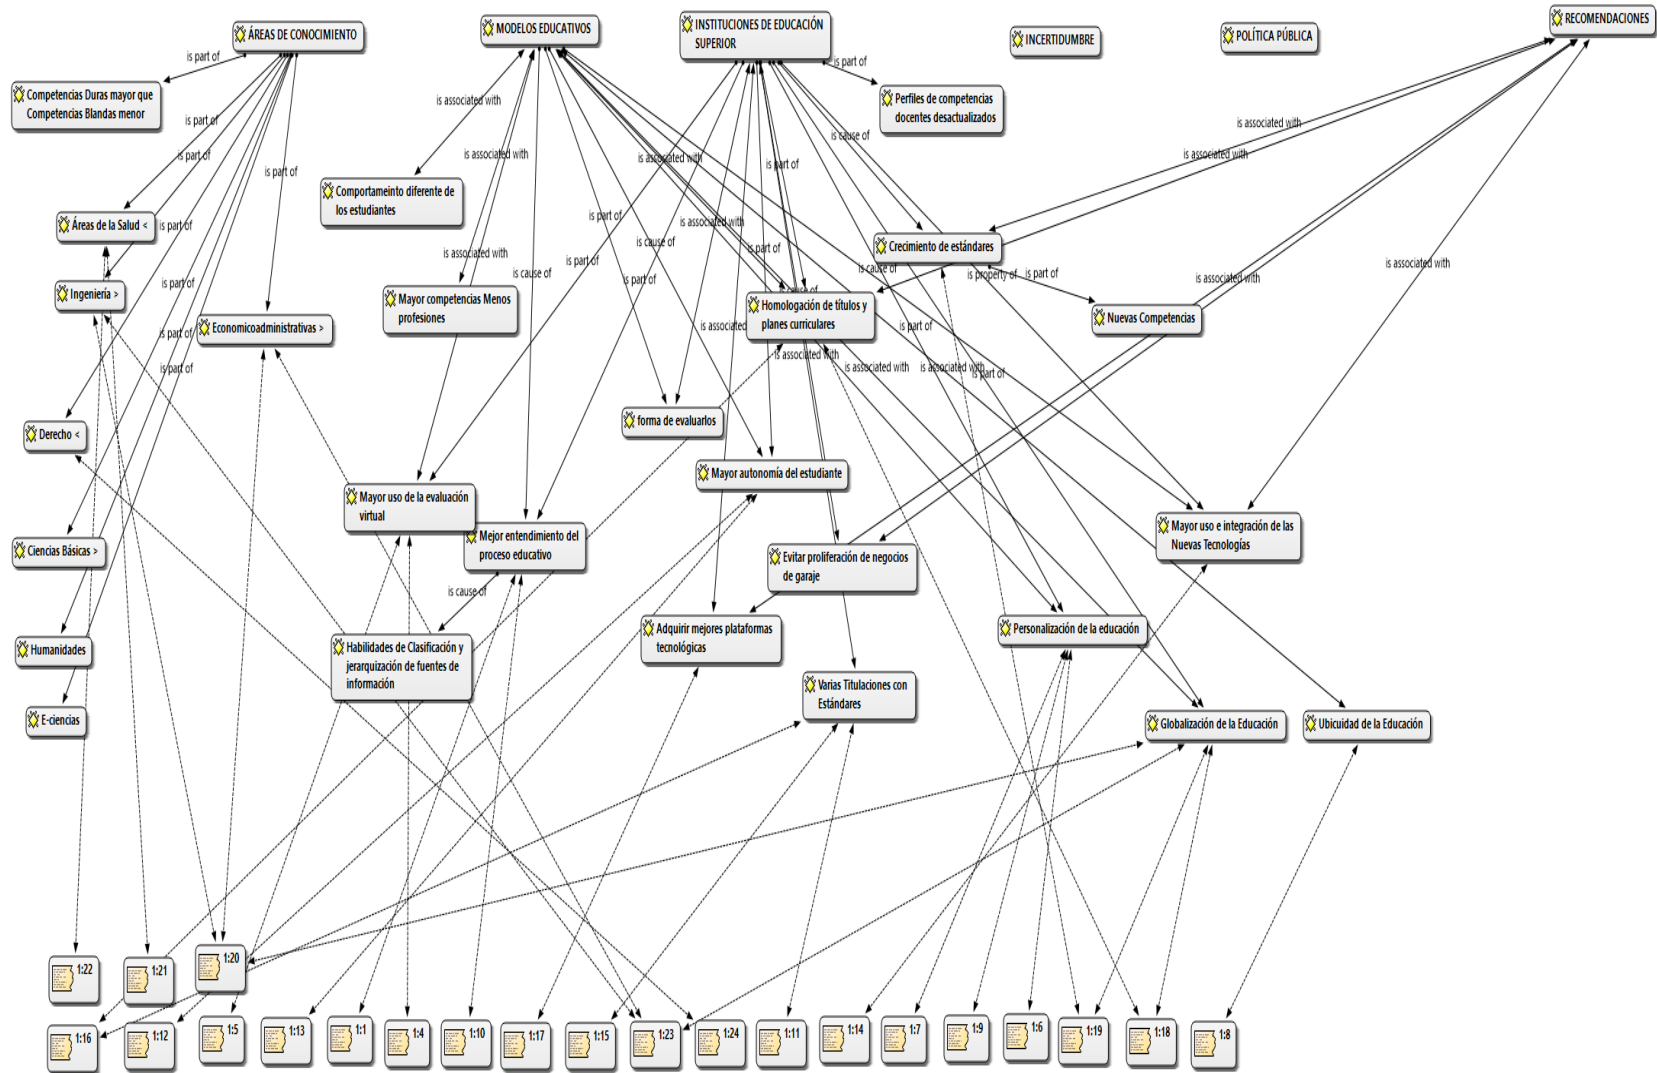 ÁREAS DE CONOCIMIENTO
MODELOS EDUCATIVOS
INSTITUCIONES DE EDUCACIÓN
SUPERIOR
INCERTIDUMBRE
POLÍTICA PÚBLICA
RECOMENDACIONES
is part of
is part of
Competencias Duras mayor que
Competencias Blandas menor
is associated with
Perfiles de competencias
docentes desactualizados
is part of
is cause of
is associated with
is part of
is associated with
is associated with
is part of
is associated with
is part of
Comportameinto diferente de
los estudiantes
Áreas de la Salud <
is part of
is part of
is associated with
Crecimiento de estándares
is associated with
is cause of
is part of
is cause of
is part of
is cause of
is property of
is part of
is associated with
is associated with
is part of
is part of
Ingeniería >
Mayor competencias Menos
profesiones
is cause of
Homologación de títulos y
planes curriculares
Nuevas Competencias
Economicoadministrativas >
is part of
is associated
is part of
is associated with
is part of
is associated with
is associated with
is part of
forma de evaluarlos
Derecho <
Mayor autonomía del estudiante
Mayor uso de la evaluación
virtual
Mayor uso e integración de las
Nuevas Tecnologías
Mejor entendimiento del
proceso educativo
Ciencias Básicas >
Evitar proliferación de negocios
de garaje
is cause of
Personalización de la educación
Adquirir mejores plataformas
tecnológicas
Humanidades
Habilidades de Clasificación y
jerarquización de fuentes de
información
Varias Titulaciones con
Estándares
E-ciencias
Globalización de la Educación
Ubicuidad de la Educación
1:22
1:21
1:20
1:16
1:12
1:5
1:13
1:1
1:4
1:10
1:17
1:15
1:23
1:24
1:11
1:14
1:7
1:9
1:6
1:19
1:18
1:8